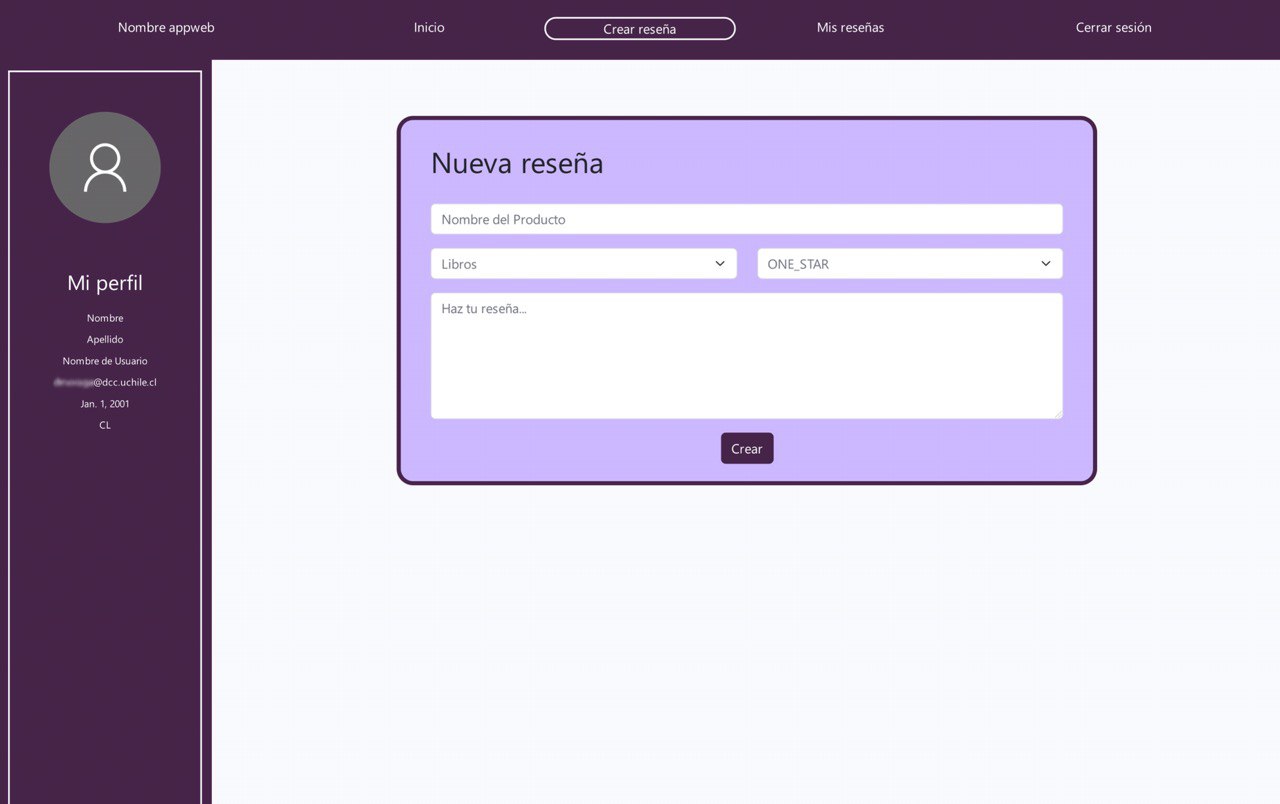 Nombre appweb
Inicio
Crear reseña
Mis reseñas
Cerrar sesión
Mi perfil
Nombre
Apellido
Nombre de Usuario
@dcc.uchile.cl
Jan. 1, 2001
CL
Nueva reseña
Nombre del Producto
Libros
ONE_STAR
Haz tu reseña...
Crear